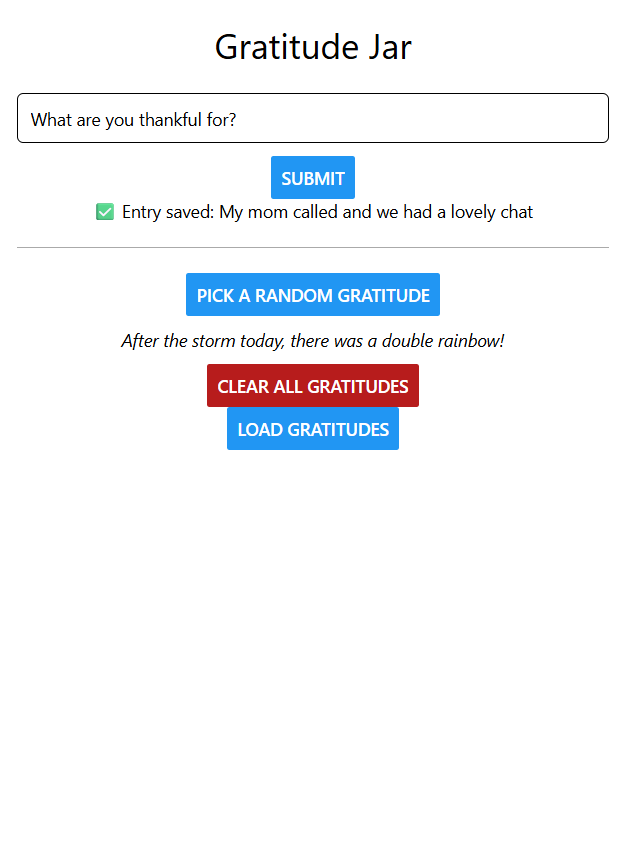 Gratitude Jar
What are you thankful for?
SUBMIT
✅ Entry saved: My mom called and we had a lovely chat
PICK A RANDOM GRATITUDE
After the storm today, there was a double rainbow!
CLEAR ALL GRATITUDES
LOAD GRATITUDES